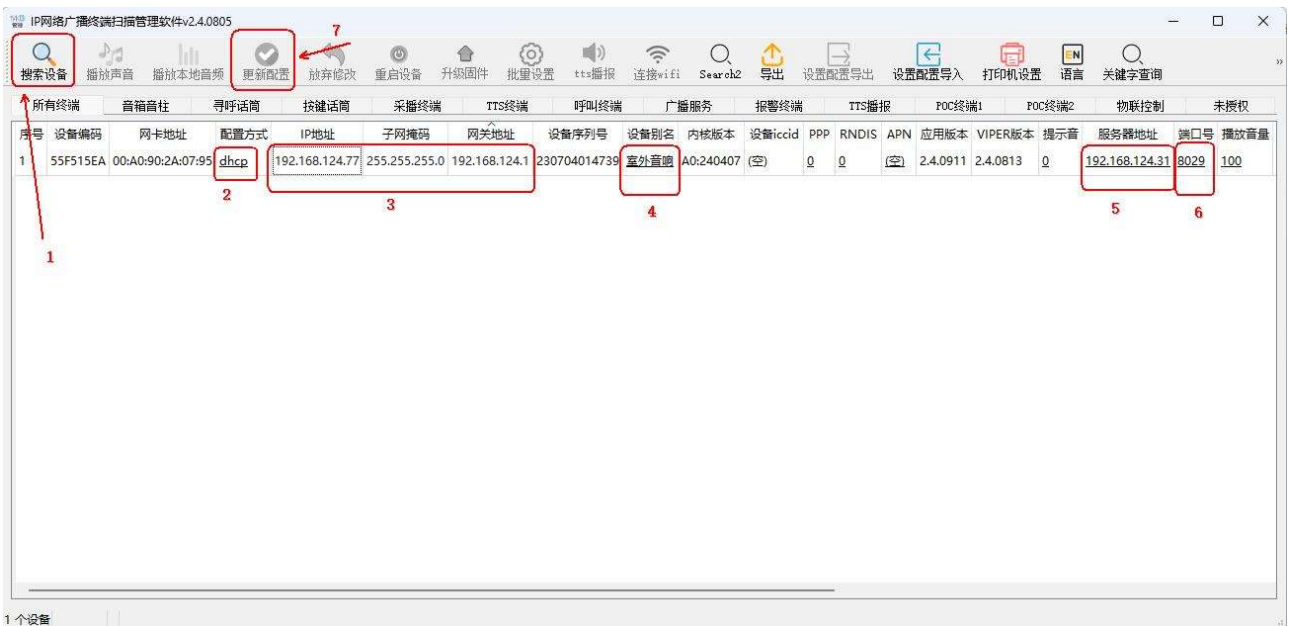 IP网络广播终端扫描管理软件v2.4.0805
7
搜索设备 播放声音 播放本地音频 更新配置 放弃修改 重启设备 升级固件 批量设置 tts播报 连接wifi Search2 导出 设置配置导出 设置配置导入 打印机设置 EN 语言 关键字查询 »
所有终端 音箱音柱 寻呼话筒 按键话筒 采播终端 TTS终端 呼叫终端 广播服务 报警终端 TTS播报 POC终端1 POC终端2 物联控制 未授权
序号 设备编码 网卡地址 配置方式 IP地址 子网掩码 网关地址 设备序列号 设备别名 内核版本 设备iccid PPP RNDIS APN 应用版本 VIPER版本 提示音 服务器地址 端口号 播放音量
1 55F515EA 00:A0:90:2A:07:95 dhcp 192.168.124.77 255.255.255.0 192.168.124.1 230704014739 室外音响 A0:240407 (空) 0 0 (空) 2.4.0911 2.4.0813 0 192.168.124.31 8029 100
2 3 4 5 6
1
1 个设备